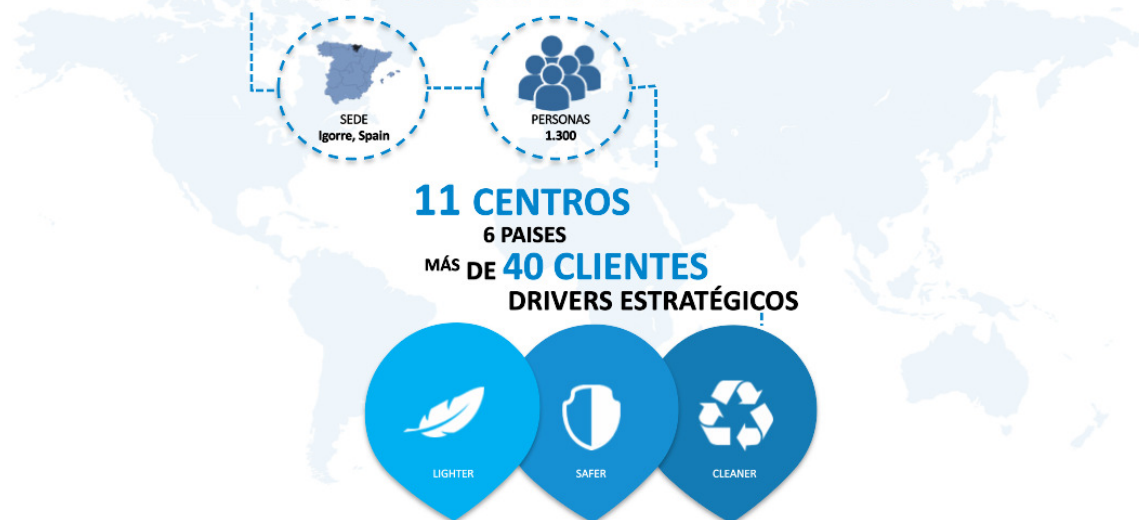 SEDE
Igorre, Spain
PERSONAS
1.300
11 CENTROS
6 PAISES
MÁS DE 40 CLIENTES
DRIVERS ESTRATÉGICOS
LIGHTER
SAFER
CLEANER